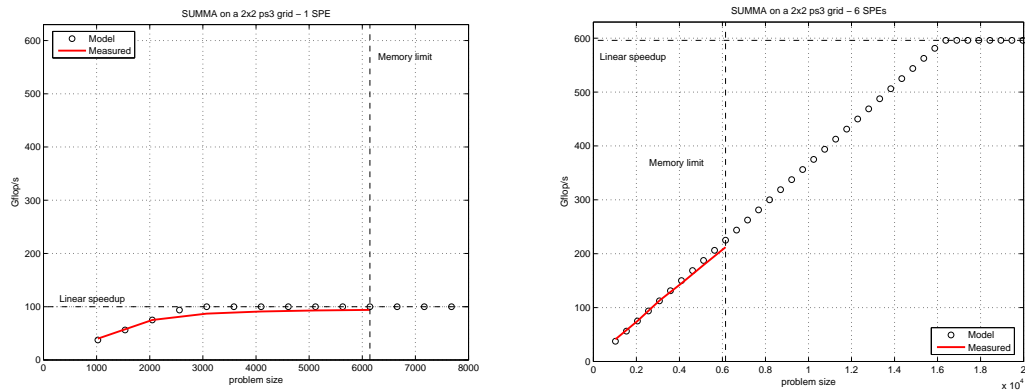 SUMMA on a 2x2 ps3 grid − 1 SPE
600
500
400
300
200
100
0
Gflop/s
Model
Measured
Memory limit
Linear speedup
0 1000 2000 3000 4000 5000 6000 7000 8000
problem size
SUMMA on a 2x2 ps3 grid − 6 SPEs
600
500
400
300
200
100
0
Gflop/s
Linear speedup
Memory limit
Model
Measured
0 0.2 0.4 0.6 0.8 1 1.2 1.4 1.6 1.8 2
problem size
x 10